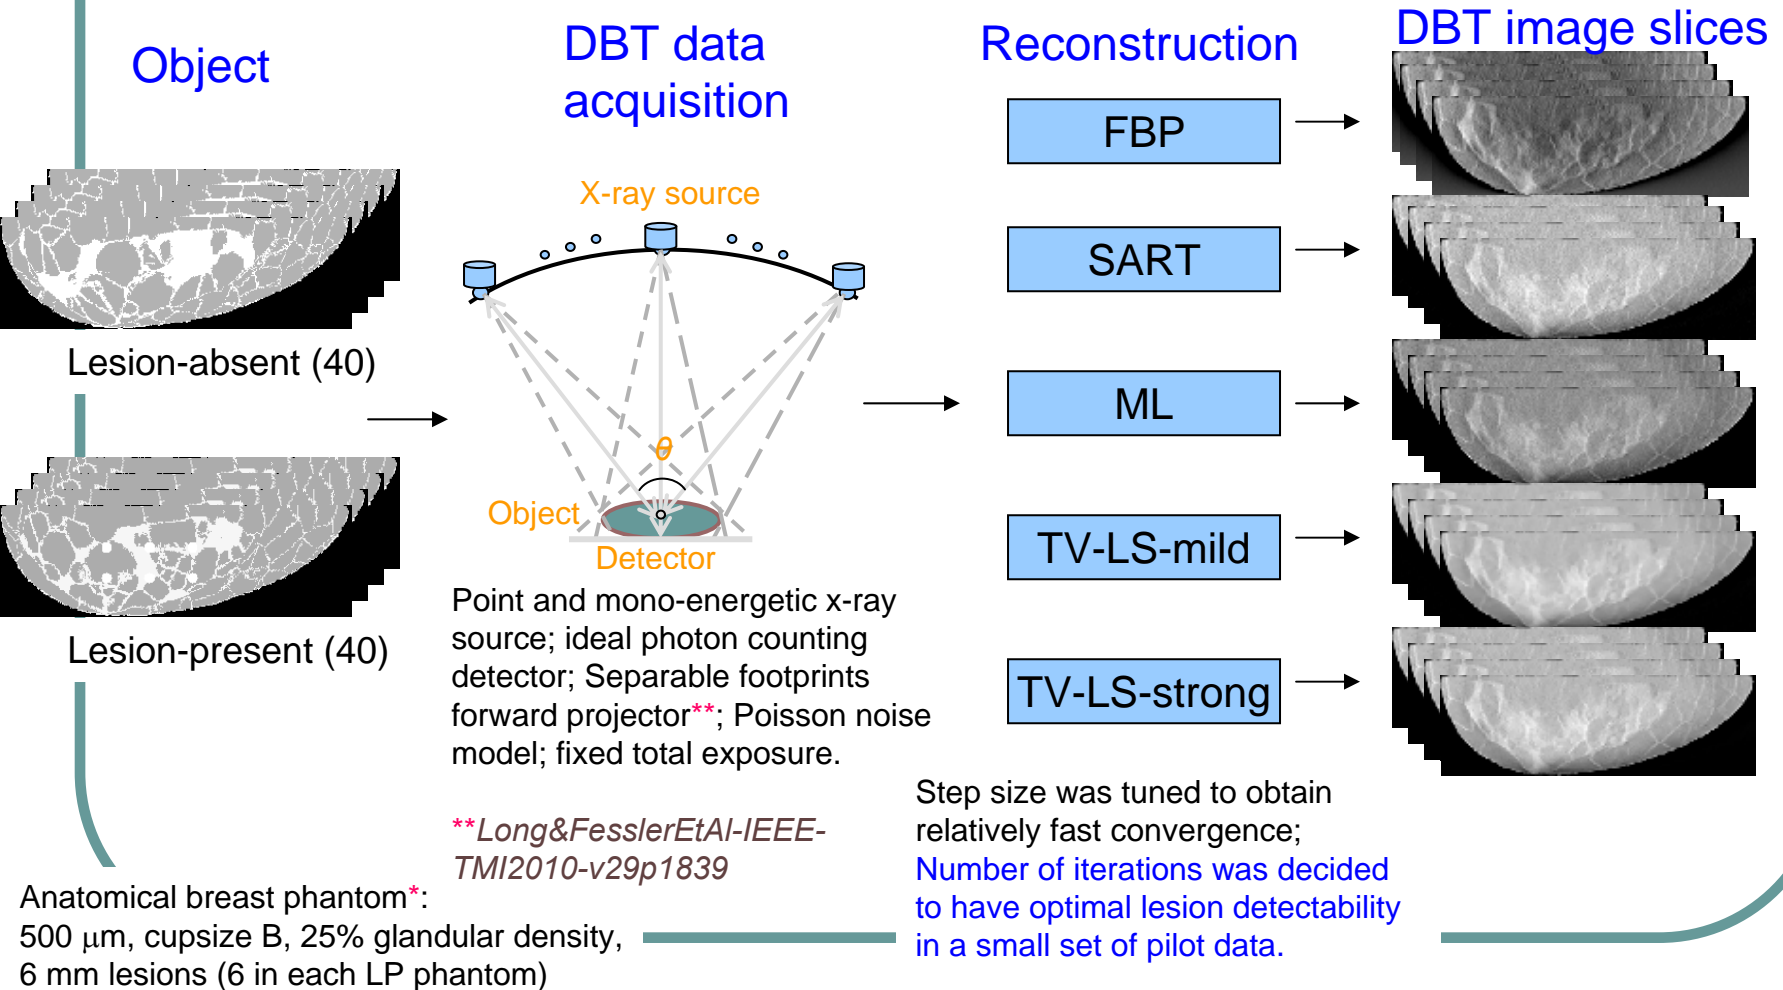 Object
DBT data
acquisition
Reconstruction
DBT image slices
Lesion-absent (40)
Lesion-present (40)
X-ray source
θ
Object
Detector
FBP
SART
ML
TV-LS-mild
TV-LS-strong
Point and mono-energetic x-ray
source; ideal photon counting
detector; Separable footprints
forward projector**; Poisson noise
model; fixed total exposure.
**Long&FesslerEtAl-IEEE-
TMI2010-v29p1839
Step size was tuned to obtain
relatively fast convergence;
Number of iterations was decided
to have optimal lesion detectability
in a small set of pilot data.
Anatomical breast phantom*:
500 μm, cupsize B, 25% glandular density,
6 mm lesions (6 in each LP phantom)